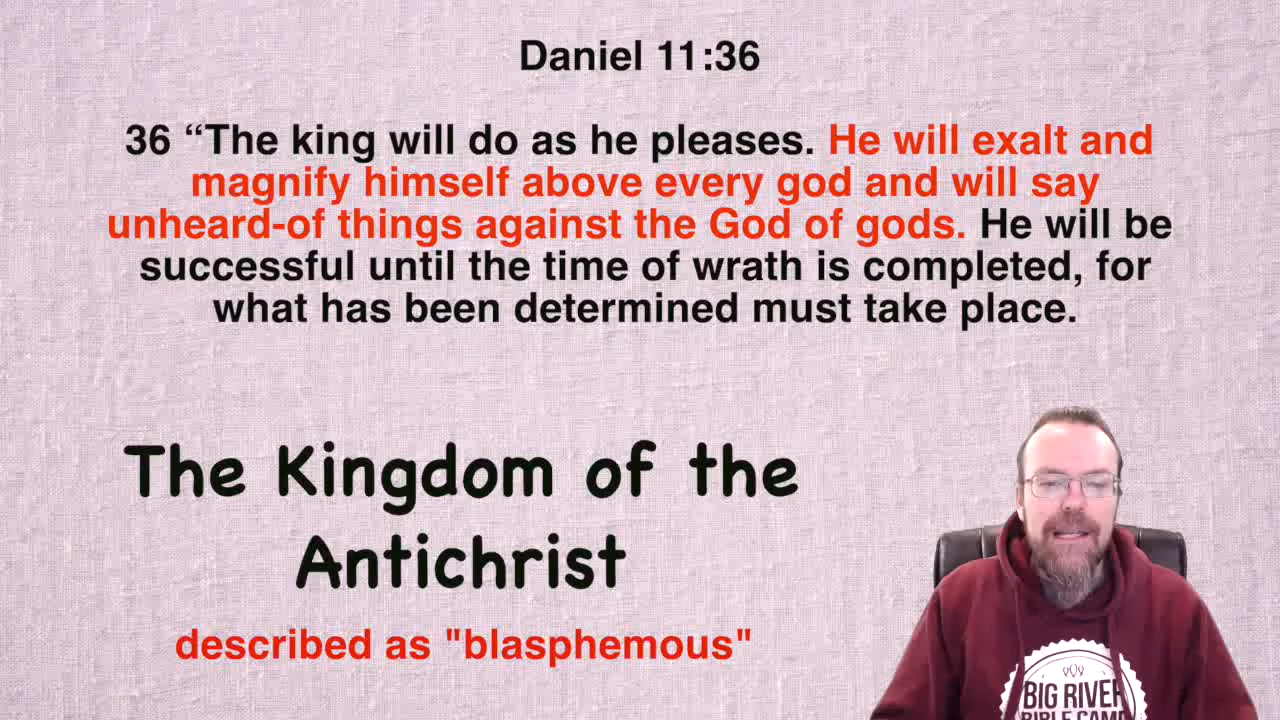 Daniel 11:36
36 “The king will do as he pleases. He will exalt and
magnify himself above every god and will say
unheard-of things against the God of gods. He will be
successful until the time of wrath is completed, for
what has been determined must take place.
The Kingdom of the
Antichrist
described as "blasphemous"
BIG RIVER
BIBLE CAMP